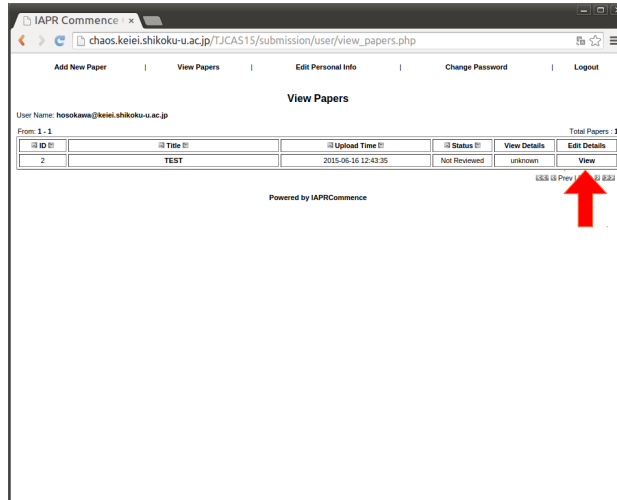 IAPR Commence
chaos.keiei.shikoku-u.ac.jp/TJCAS15/submission/user/view_papers.php
Add New Paper | View Papers | Edit Personal Info | Change Password | Logout
View Papers
User Name: hosokawa@keiei.shikoku-u.ac.jp
From: 1 - 1 Total Papers : 1
ID Title Upload Time Status View Details Edit Details
2 TEST 2015-06-16 12:43:35 Not Reviewed unknown View
Prev
Powered by IAPRCommence